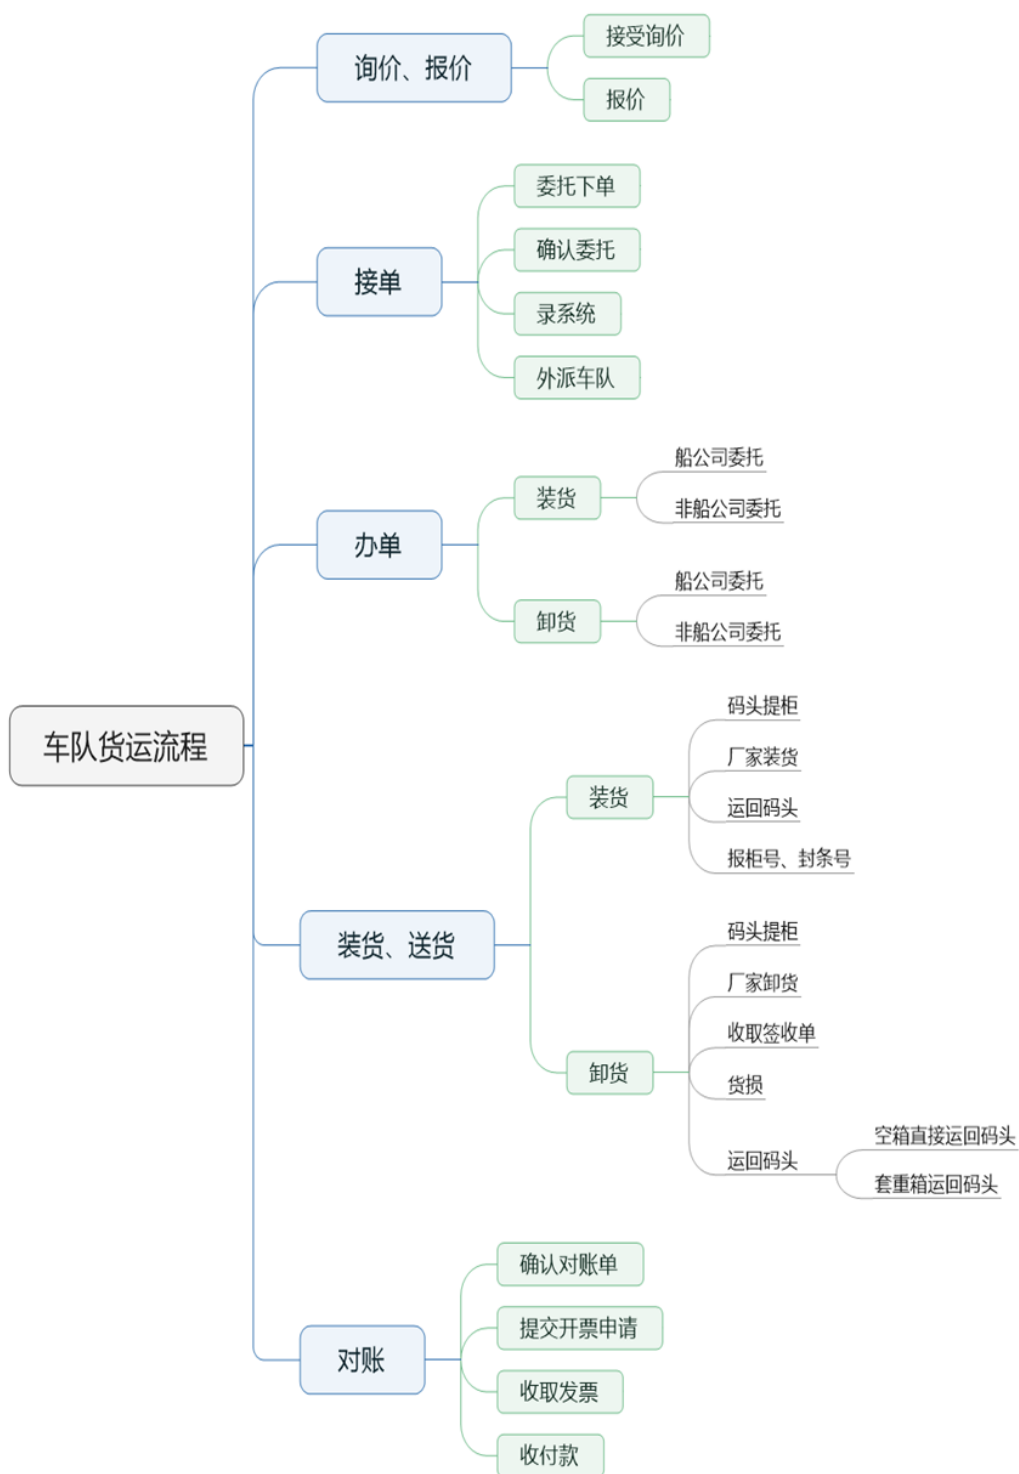 车队货运流程
询价、报价
接受询价
报价
接单
委托下单
确认委托
录系统
外派车队
办单
装货
船公司委托
非船公司委托
卸货
船公司委托
非船公司委托
装货、送货
装货
码头提柜
厂家装货
运回码头
报柜号、封条号
卸货
码头提柜
厂家卸货
收取签收单
货损
运回码头
空箱直接运回码头
套重箱运回码头
对账
确认对账单
提交开票申请
收取发票
收付款